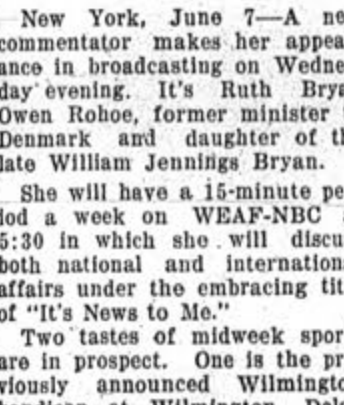 New York, June 7—A ne
commentator makes her appea
ance in broadcasting on Wedne
day evening. It's Ruth Brya
Owen Rohoe, former minister
Denmark and daughter of th
late William Jennings Bryan.
She will have a 15-minute pe
iod a week on WEAF-NBC
5:30 in which she will discu
both national and internation
affairs under the embracing tit
of "It's News to Me."
Two tastes of midweek spor
are in prospect. One is the pr
viously announced Wilmingto